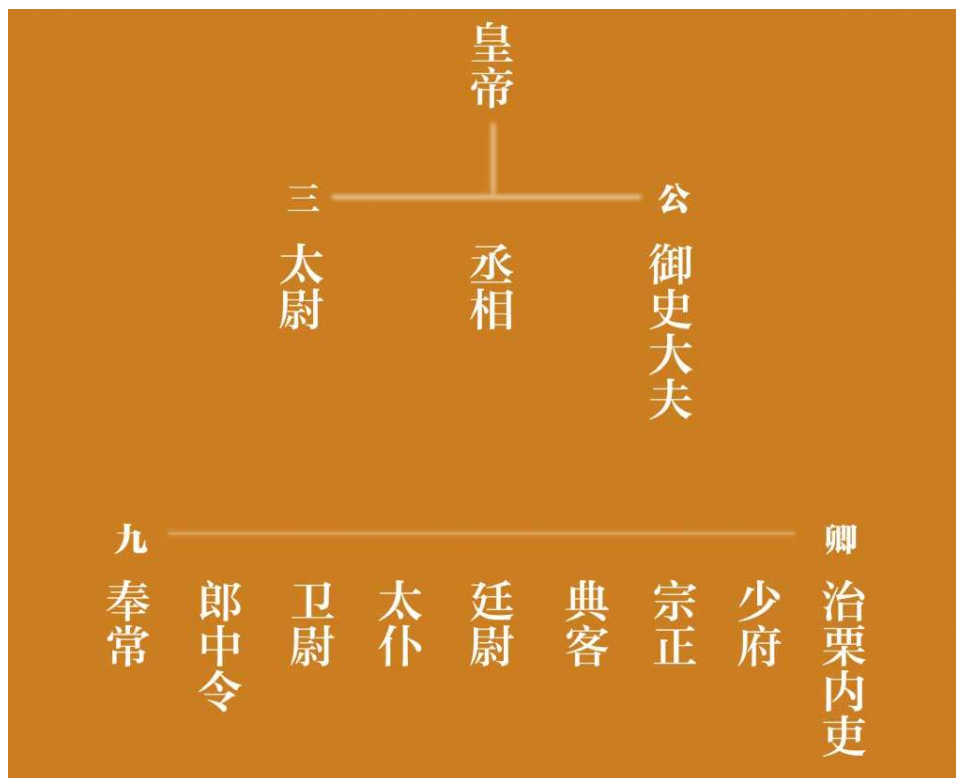 皇帝
三 公
太尉
丞相
御史大夫
九 卿
奉常
郎中令
卫尉
太仆
廷尉
典客
宗正
少府
治栗内吏